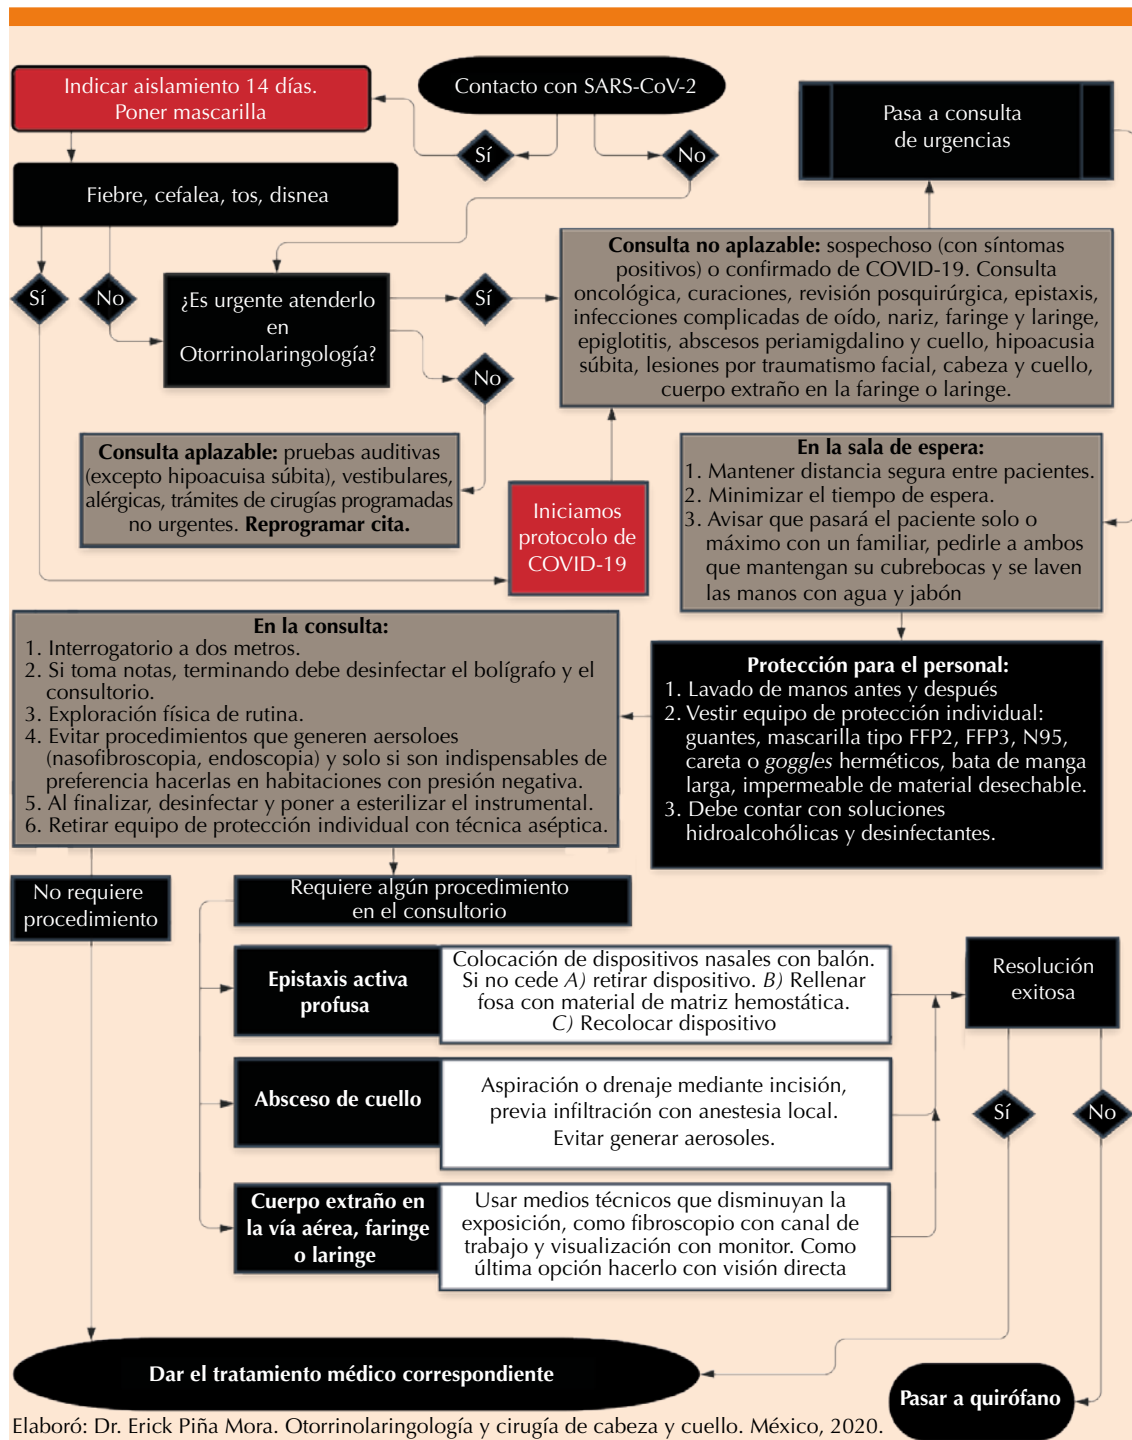 Indicar aislamiento 14 días.
Poner mascarilla
Contacto con SARS-CoV-2
Pasa a consulta
de urgencias
Sí
No
Fiebre, cefalea, tos, disnea
Sí
No
¿Es urgente atenderlo
en
Otorrinolaringología?
Sí
No
Consulta no aplazable: sospechoso (con síntomas
positivos) o confirmado de COVID-19. Consulta
oncológica, curaciones, revisión posquirúrgica, epistaxis,
infecciones complicadas de oído, nariz, faringe y laringe,
epiglotitis, abscesos periamigdalino y cuello, hipoacusia
súbita, lesiones por traumatismo facial, cabeza y cuello,
cuerpo extraño en la faringe o laringe.
Consulta aplazable: pruebas auditivas
(excepto hipoacuisa súbita), vestibulares,
alérgicas, trámites de cirugías programadas
no urgentes. Reprogramar cita.
Iniciamos
protocolo de
COVID-19
En la sala de espera:
1. Mantener distancia segura entre pacientes.
2. Minimizar el tiempo de espera.
3. Avisar que pasará el paciente solo o
máximo con un familiar, pedirle a ambos
que mantengan su cubrebocas y se laven
las manos con agua y jabón
En la consulta:
1. Interrogatorio a dos metros.
2. Si toma notas, terminando debe desinfectar el bolígrafo y el
consultorio.
3. Exploración física de rutina.
4. Evitar procedimientos que generen aersoloes
(nasofibroscopia, endoscopia) y solo si son indispensables de
preferencia hacerlas en habitaciones con presión negativa.
5. Al finalizar, desinfectar y poner a esterilizar el instrumental.
6. Retirar equipo de protección individual con técnica aséptica.
Protección para el personal:
1. Lavado de manos antes y después
2. Vestir equipo de protección individual:
guantes, mascarilla tipo FFP2, FFP3, N95,
careta o goggles herméticos, bata de manga
larga, impermeable de material desechable.
3. Debe contar con soluciones
hidroalcohólicas y desinfectantes.
No requiere
procedimiento
Requiere algún procedimiento
en el consultorio
Epistaxis activa
profusa
Colocación de dispositivos nasales con balón.
Si no cede A) retirar dispositivo. B) Rellenar
fosa con material de matriz hemostática.
C) Recolocar dispositivo
Resolución
exitosa
Absceso de cuello
Aspiración o drenaje mediante incisión,
previa infiltración con anestesia local.
Evitar generar aerosoles.
Sí
No
Cuerpo extraño en
la vía aérea, faringe
o laringe
Usar medios técnicos que disminuyan la
exposición, como fibroscopio con canal de
trabajo y visualización con monitor. Como
última opción hacerlo con visión directa
Dar el tratamiento médico correspondiente
Pasar a quirófano
Elaboró: Dr. Erick Piña Mora. Otorrinolaringología y cirugía de cabeza y cuello. México, 2020.